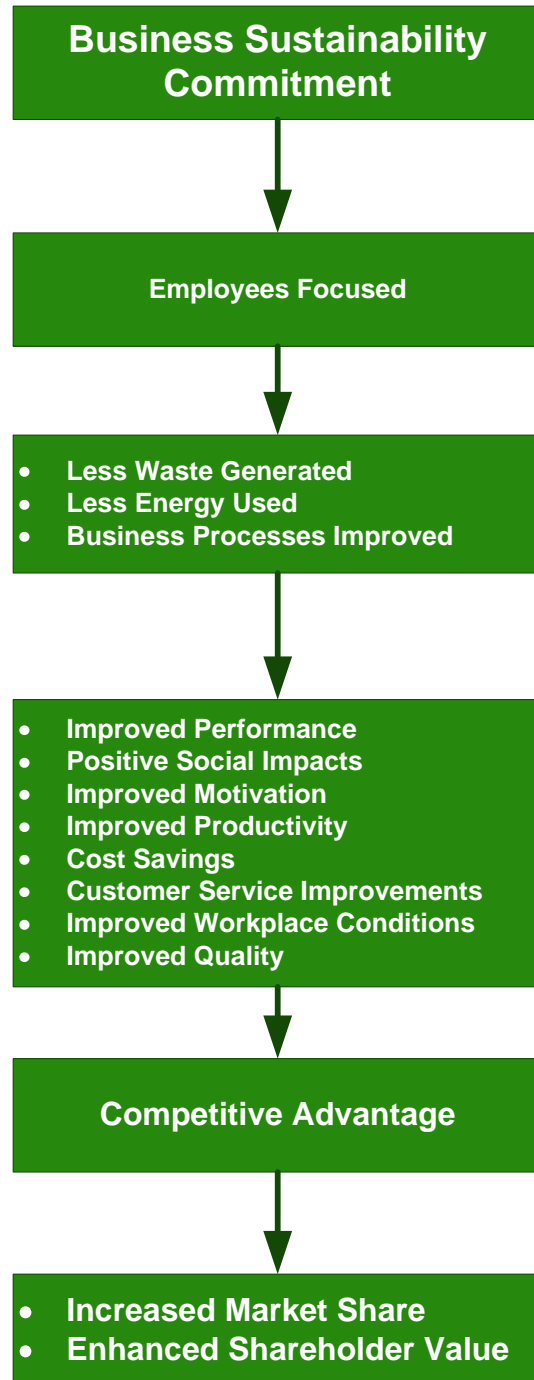 Business Sustainability
Commitment
Employees Focused
• Less Waste Generated
• Less Energy Used
• Business Processes Improved
• Improved Performance
• Positive Social Impacts
• Improved Motivation
• Improved Productivity
• Cost Savings
• Customer Service Improvements
• Improved Workplace Conditions
• Improved Quality
Competitive Advantage
• Increased Market Share
• Enhanced Shareholder Value